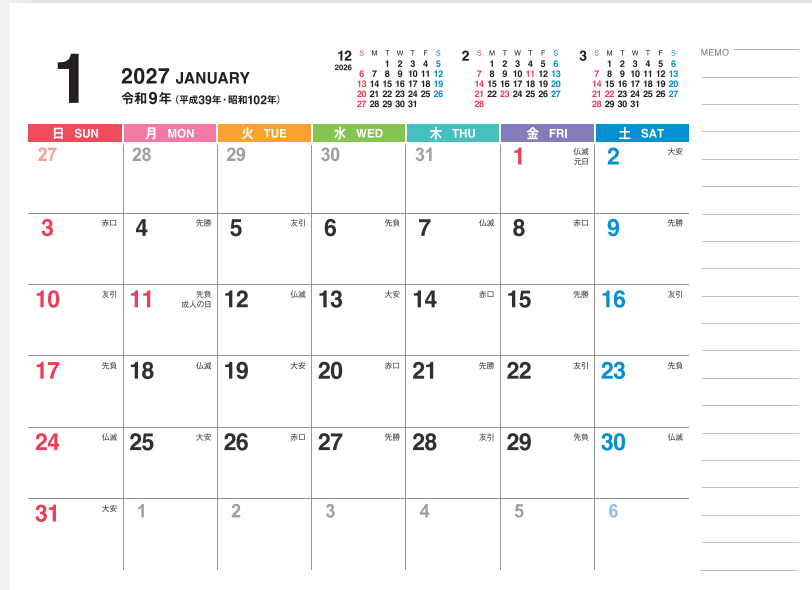 1
2027 JANUARY
令和9年（平成39年・昭和102年）
12
2026
S M T W T F S
1 2 3 4 5
6 7 8 9 10 11 12
13 14 15 16 17 18 19
20 21 22 23 24 25 26
27 28 29 30 31
2
S M T W T F S
1 2 3 4 5 6
7 8 9 10 11 12 13
14 15 16 17 18 19 20
21 22 23 24 25 26 27
28
3
S M T W T F S
1 2 3 4 5 6
7 8 9 10 11 12 13
14 15 16 17 18 19 20
21 22 23 24 25 26 27
28 29 30 31
MEMO
日 SUN 月 MON 火 TUE 水 WED 木 THU 金 FRI 土 SAT
27 28 29 30 31 1 仏滅 2 大安
元日
3 赤口 4 先勝 5 友引 6 先負 7 仏滅 8 赤口 9 先勝
10 友引 11 先負 12 仏滅 13 大安 14 赤口 15 先勝 16 友引
成人の日
17 先負 18 仏滅 19 大安 20 赤口 21 先勝 22 友引 23 先負
24 仏滅 25 大安 26 赤口 27 先勝 28 友引 29 先負 30 仏滅
31 大安 1 2 3 4 5 6